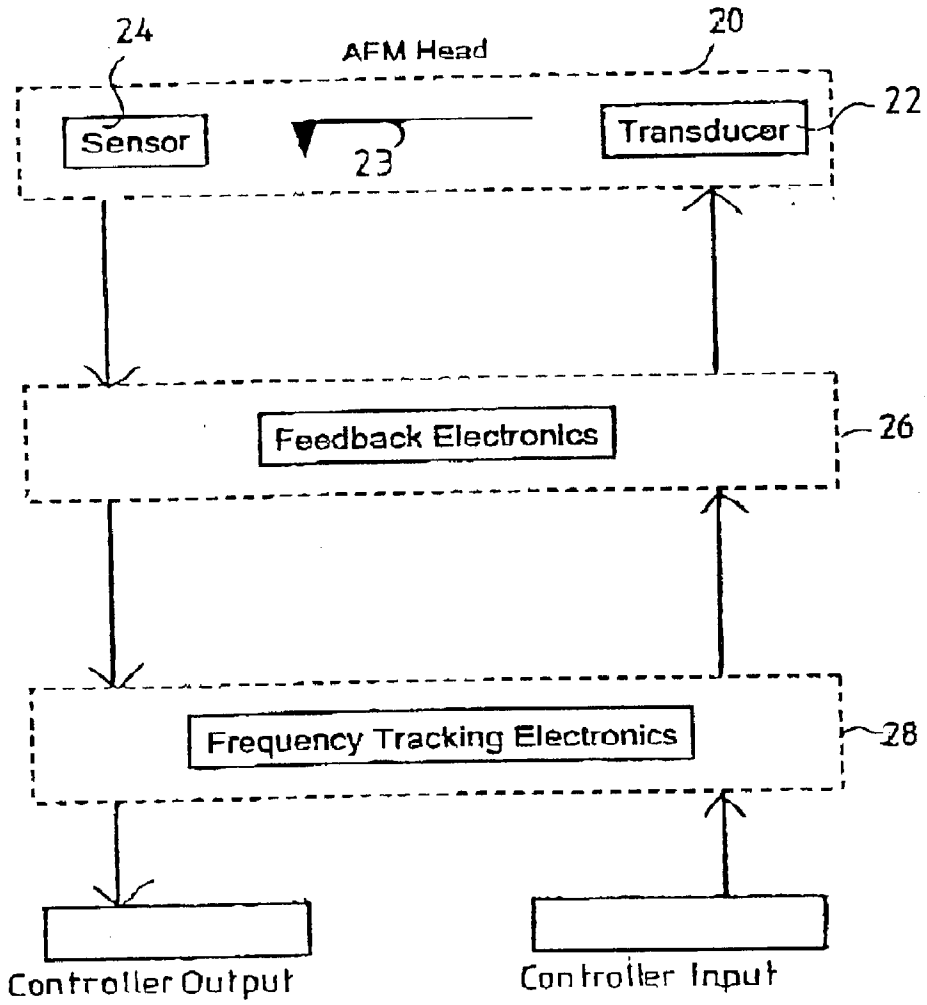 24
AFM Head
20
22
Sensor
23
Transducer
Feedback Electronics
26
Frequency Tracking Electronics
28
Controller Output
Controller Input